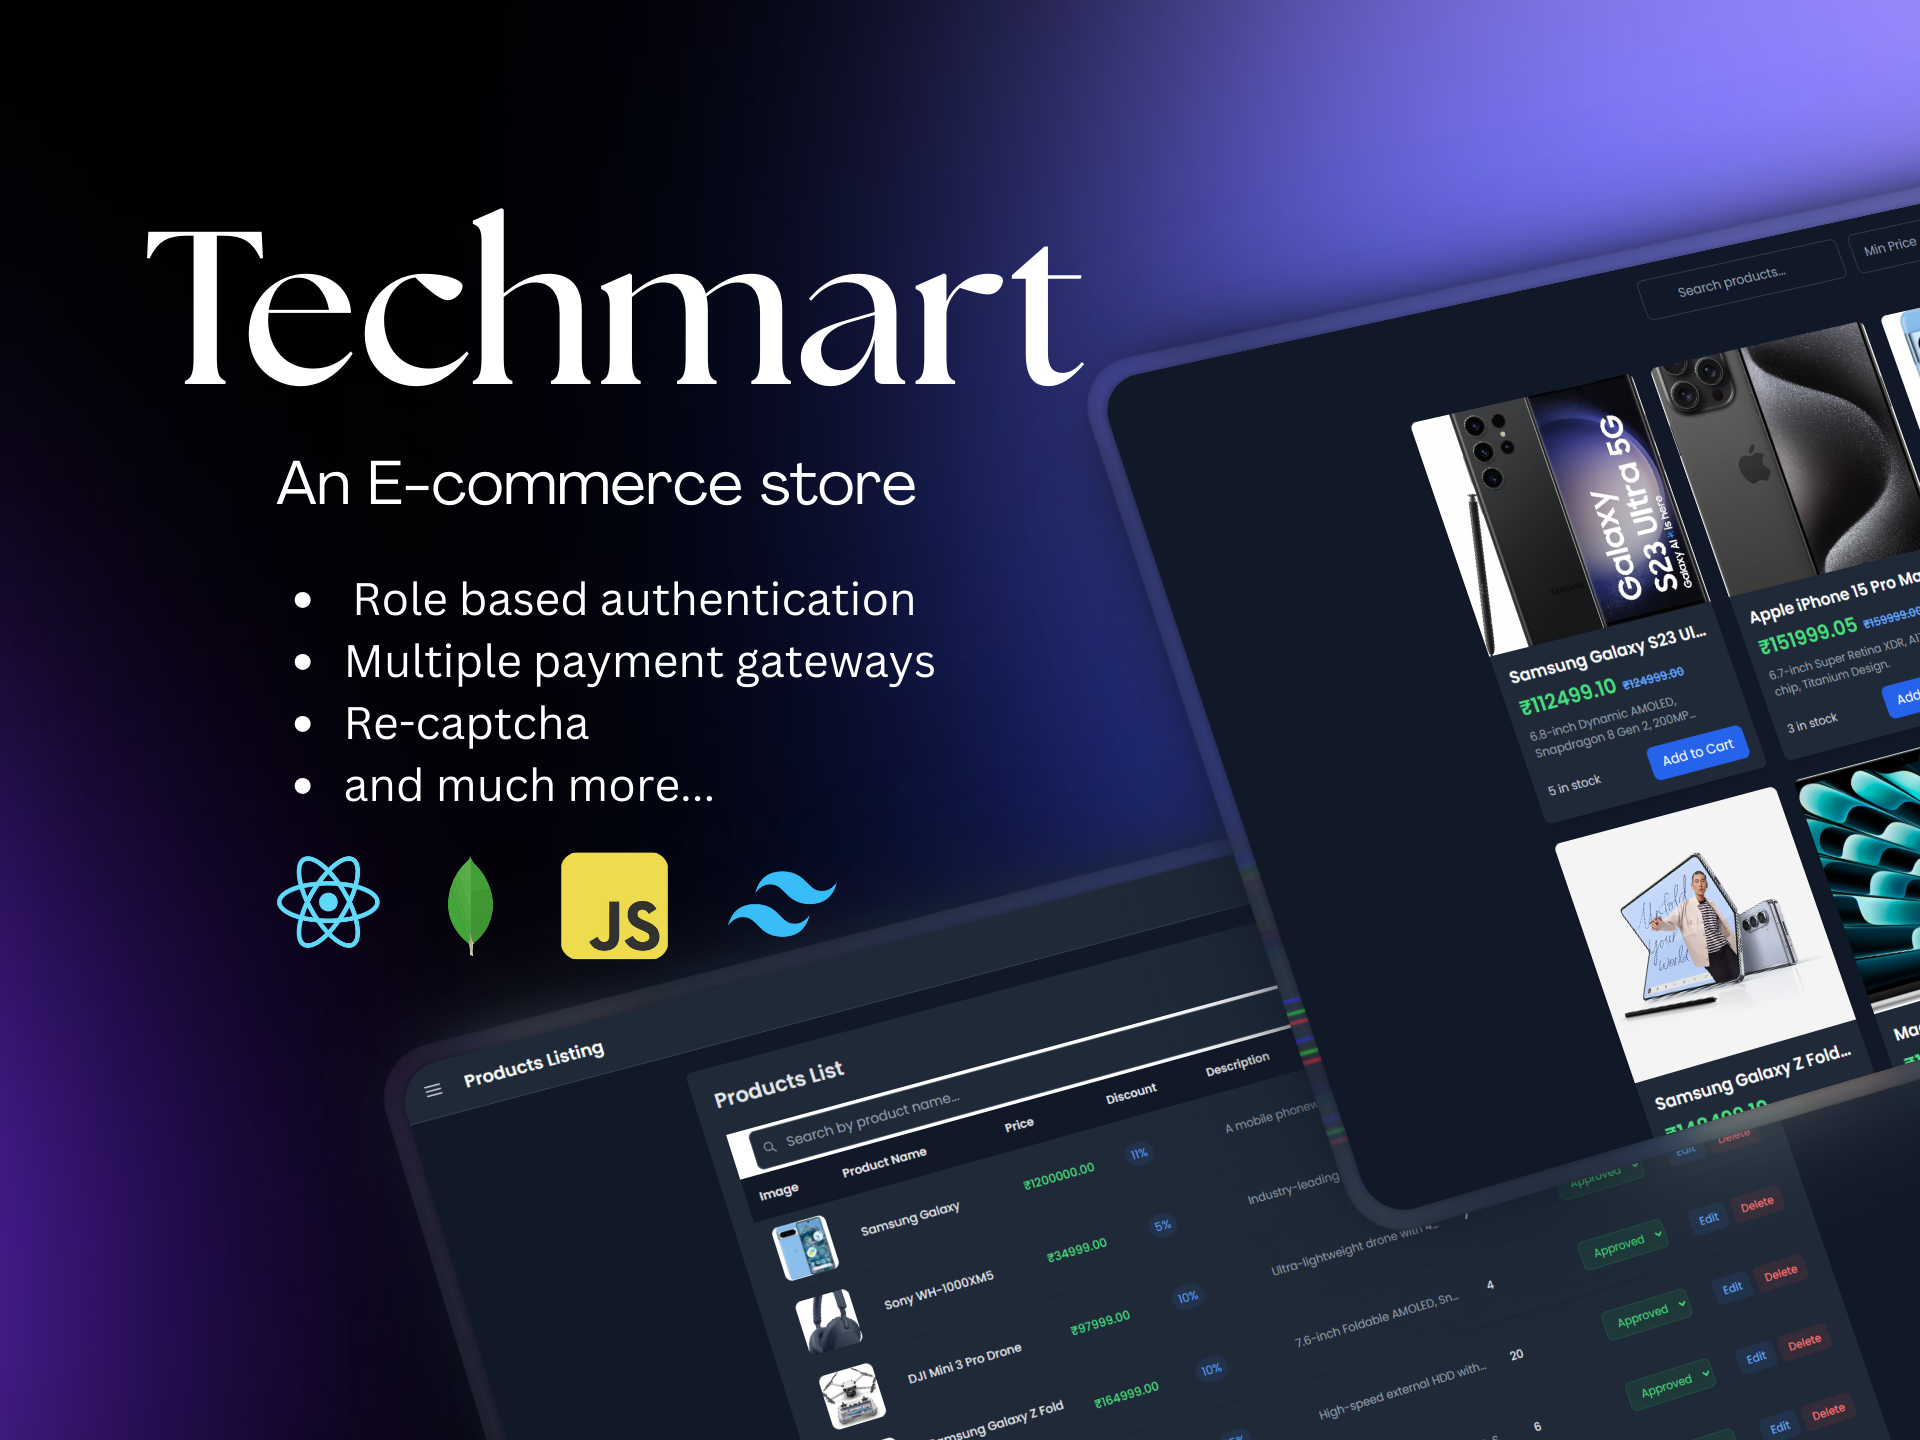 Techmart
An E-commerce store
Role based authentication
Multiple payment gateways
Re-captcha
and much more...
JS
Search products...
Min Price
Galaxy
S23 Ultra 5G
Galaxy AI is here
Samsung Galaxy S23 Ul...
₹112499.10 ₹124999.00
6.8-inch Dynamic AMOLED,
Snapdragon 8 Gen 2, 200MP...
5 in stock
Add to Cart
Apple iPhone 15 Pro Ma
₹151999.05 ₹159999.00
6.7-inch Super Retina XDR, A17
chip, Titanium Design.
3 in stock
Add
Unfold
your
world
Samsung Galaxy Z Fold...
₹148499.10
Mac
Products Listing
Products List
Search by product name...
Image
Product Name
Price
Discount
Description
Samsung Galaxy
₹1200000.00
11%
A mobile phone
Approved
Edit
Delete
Sony WH-1000XM5
₹34999.00
5%
Industry-leading
Approved
Edit
Delete
DJI Mini 3 Pro Drone
₹97999.00
10%
Ultra-lightweight drone with 4...
7
Approved
Edit
Delete
Samsung Galaxy Z Fold
₹164999.00
10%
7.6-inch Foldable AMOLED, Sn...
4
Approved
Edit
Delete
High-speed external HDD with...
20
Edit
Delete
6